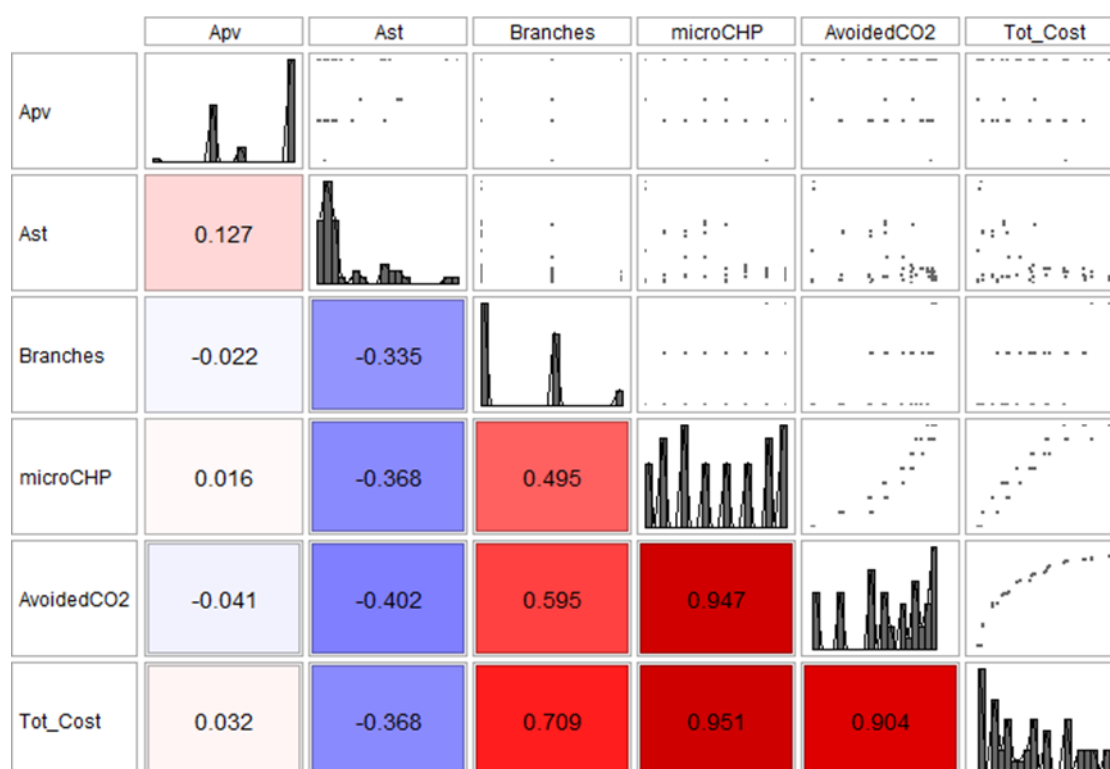 Apv Ast Branches microCHP AvoidedCO2 Tot_Cost
Apv
Ast 0.127
Branches -0.022 -0.335
microCHP 0.016 -0.368 0.495
AvoidedCO2 -0.041 -0.402 0.595 0.947
Tot_Cost 0.032 -0.368 0.709 0.951 0.904